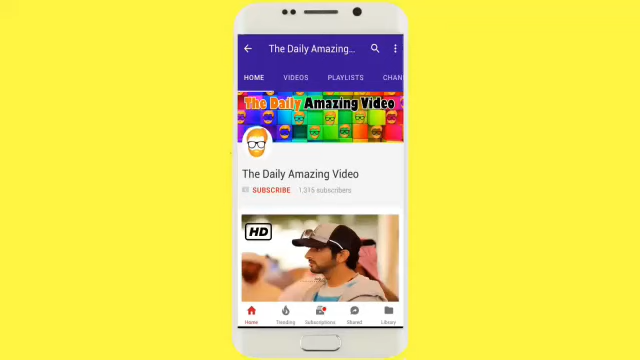 The Daily Amazing...
HOME VIDEOS PLAYLISTS CHAN
The Daily Amazing Video
The Daily Amazing Video
SUBSCRIBE 1,316 subscribers
HD
Home Trending Subscriptions Shared Library